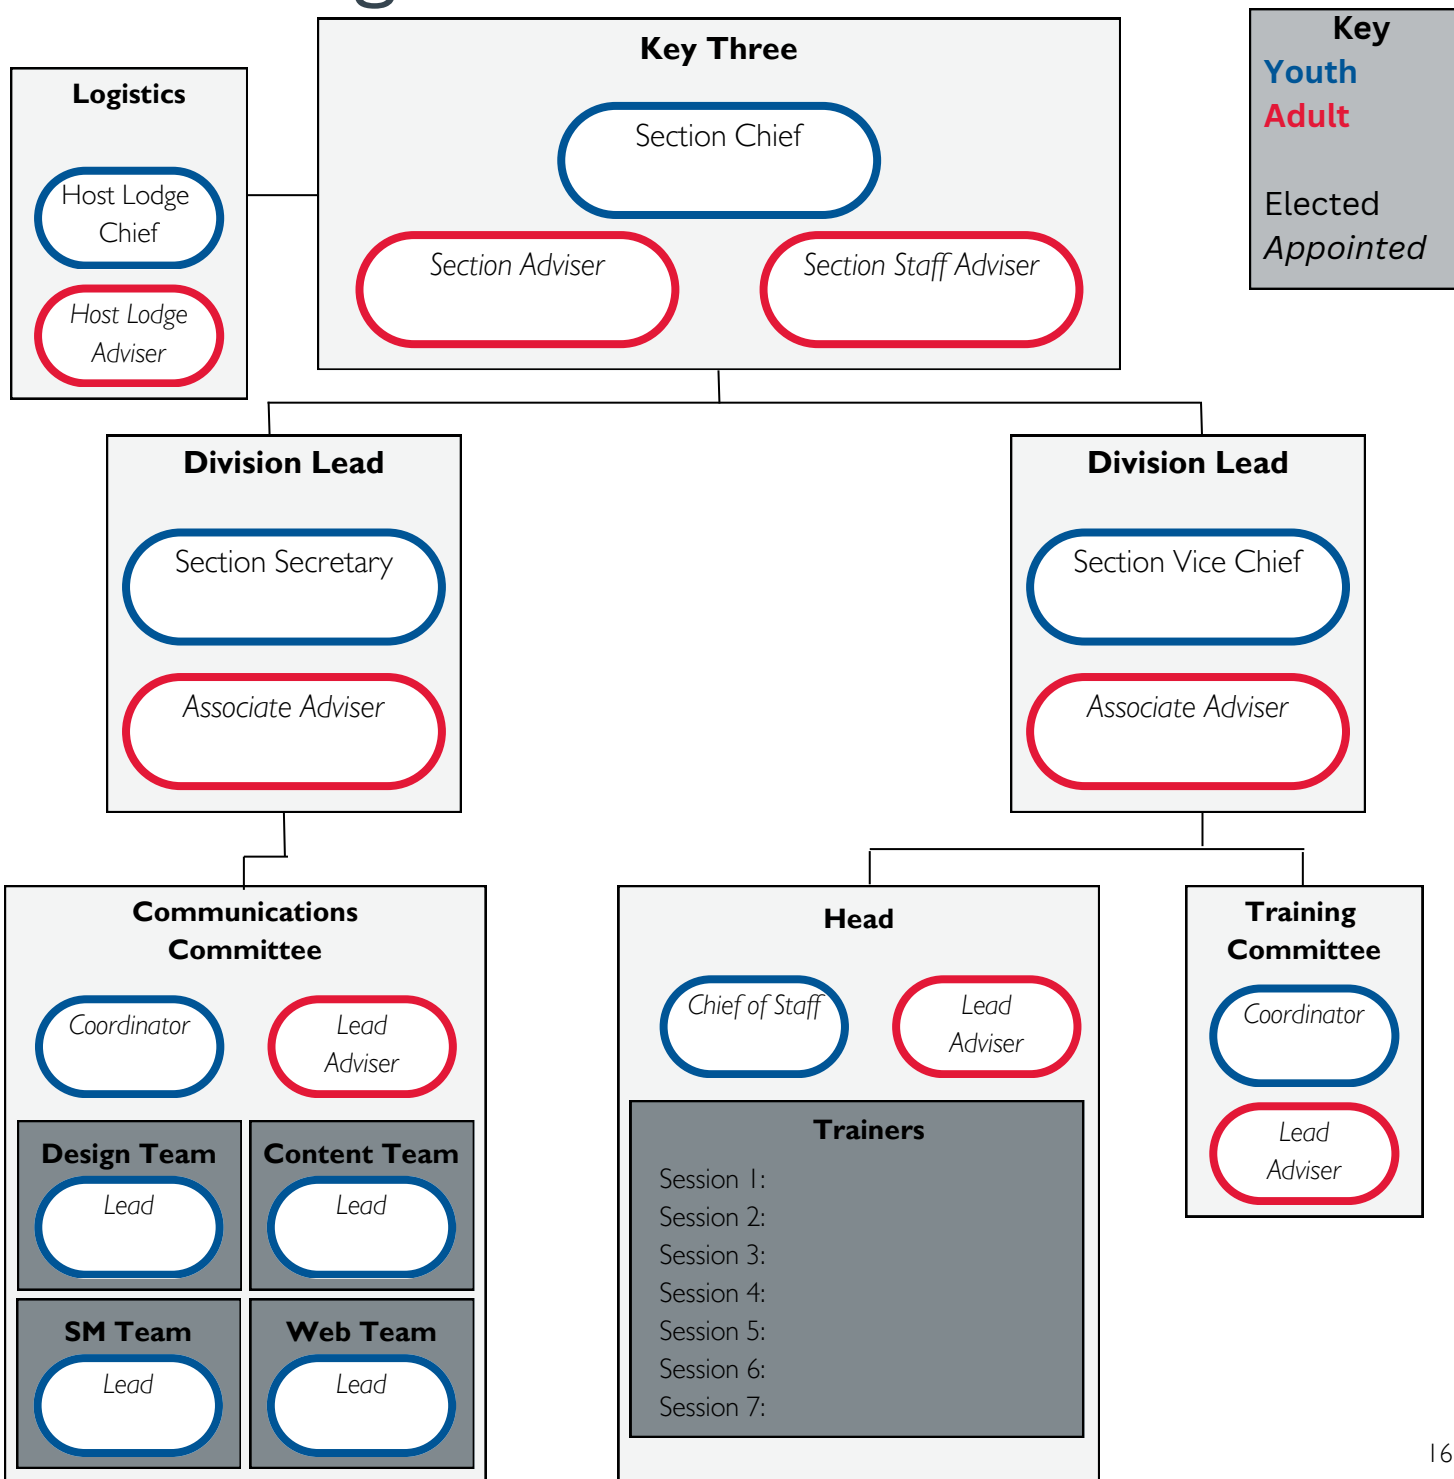 Key Three
Section Chief
Section Adviser
Section Staff Adviser
Key
Youth
Adult
Elected
Appointed
Logistics
Host Lodge
Chief
Host Lodge
Adviser
Division Lead
Section Secretary
Associate Adviser
Division Lead
Section Vice Chief
Associate Adviser
Communications
Committee
Coordinator
Lead
Adviser
Design Team
Lead
Content Team
Lead
SM Team
Lead
Web Team
Lead
Head
Chief of Staff
Lead
Adviser
Trainers
Session 1:
Session 2:
Session 3:
Session 4:
Session 5:
Session 6:
Session 7:
Training
Committee
Coordinator
Lead
Adviser
16